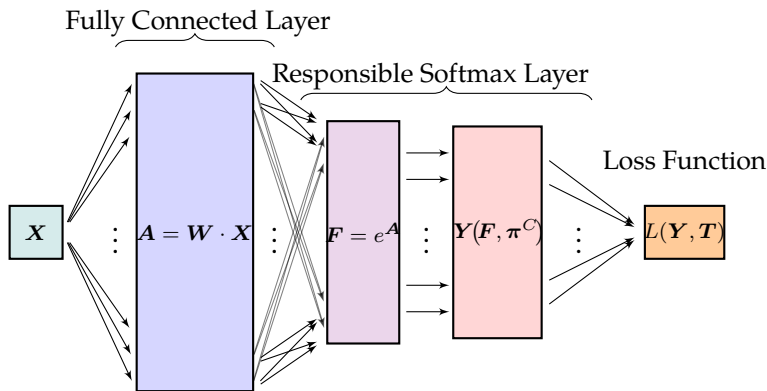 Fully Connected Layer
Responsible Softmax Layer
Loss Function
X
⋮
A = W · X
⋮
F = e^A
⋮
Y(F, π^C)
⋮
L(Y, T)